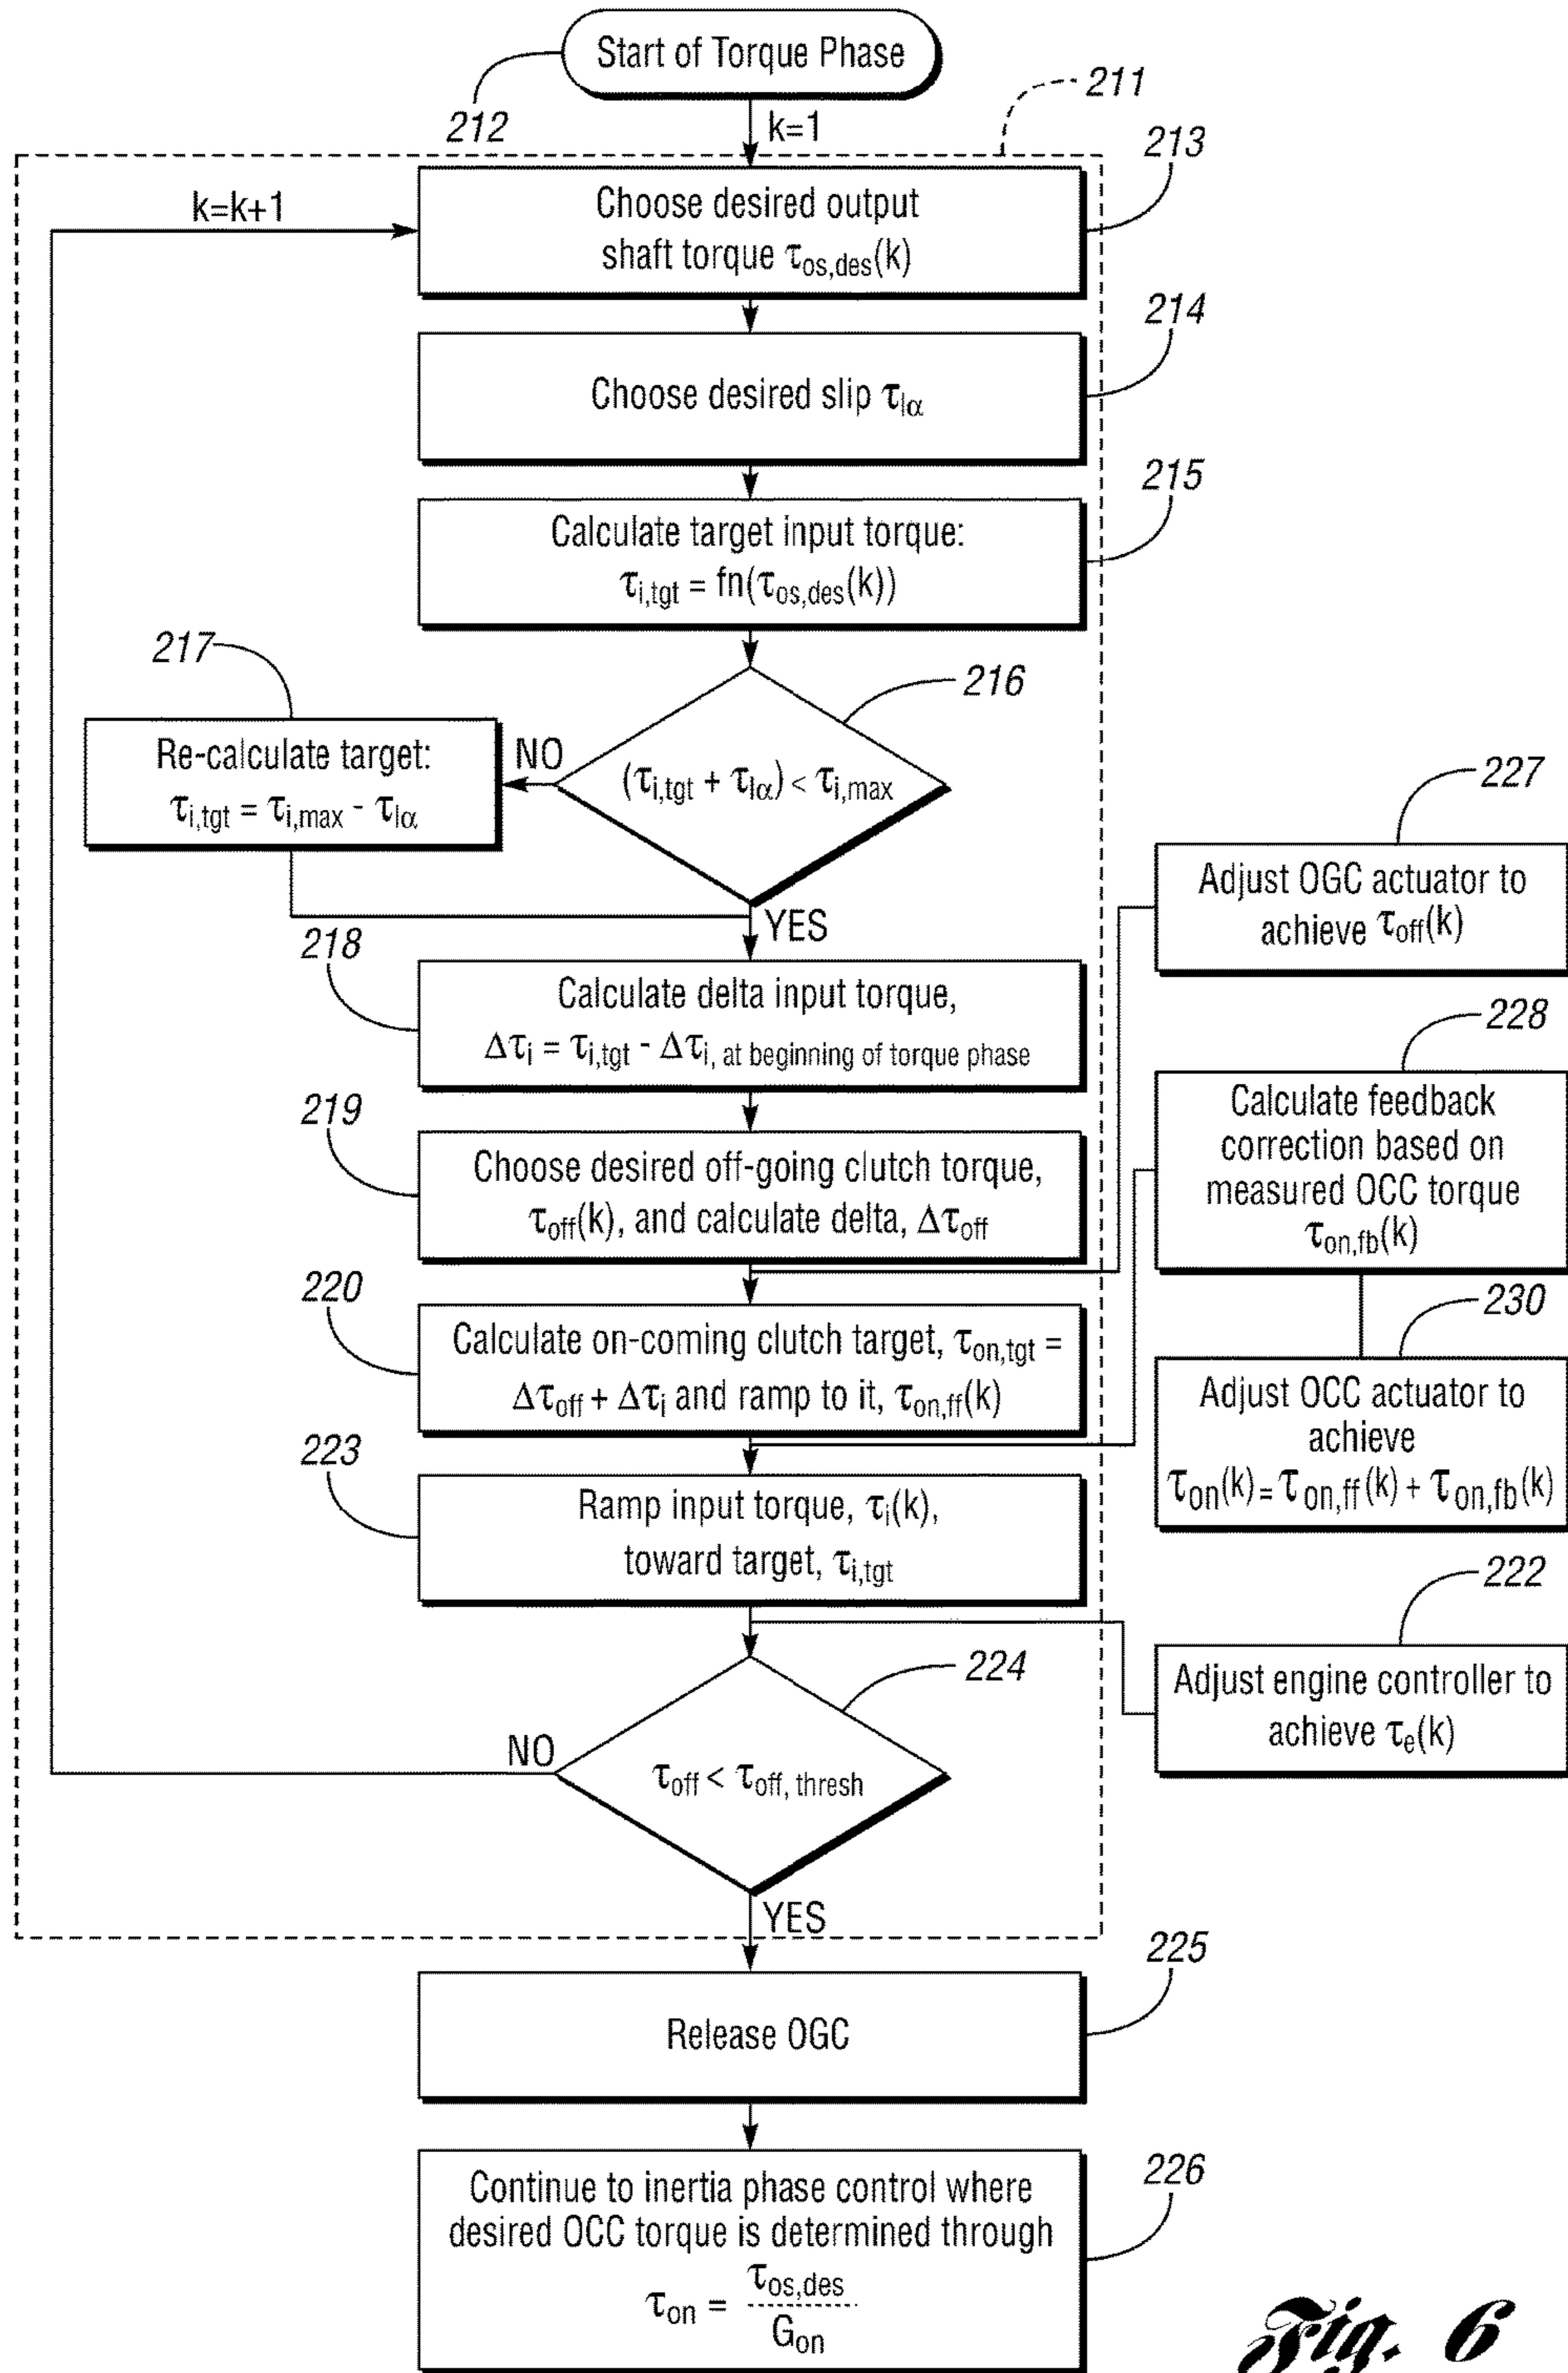 Start of Torque Phase
212
k=1
211
213
k=k+1
Choose desired output
shaft torque τos,des(k)
214
Choose desired slip τlα
215
Calculate target input torque:
τi,tgt = fn(τos,des(k))
217
216
Re-calculate target:
τi,tgt = τi,max - τlα
NO
(τi,tgt + τlα) < τi,max
YES
227
Adjust OGC actuator to
achieve τoff(k)
218
Calculate delta input torque,
Δτi = τi,tgt - Δτi, at beginning of torque phase
228
Calculate feedback
correction based on
measured OCC torque
τon,fb(k)
219
Choose desired off-going clutch torque,
τoff(k), and calculate delta, Δτoff
220
Calculate on-coming clutch target, τon,tgt =
Δτoff + Δτi and ramp to it, τon,ff(k)
230
Adjust OCC actuator to
achieve
τon(k) = τon,ff(k) + τon,fb(k)
223
Ramp input torque, τi(k),
toward target, τi,tgt
222
Adjust engine controller to
achieve τe(k)
224
NO
τoff < τoff, thresh
YES
225
Release OGC
226
Continue to inertia phase control where
desired OCC torque is determined through
τon = τos,des
Gon
Fig. 6